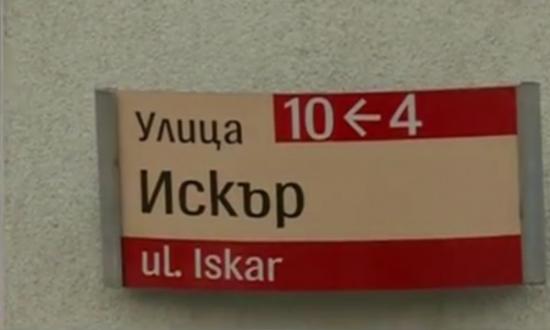 Улица 10←4
Искър
ul. Iskar